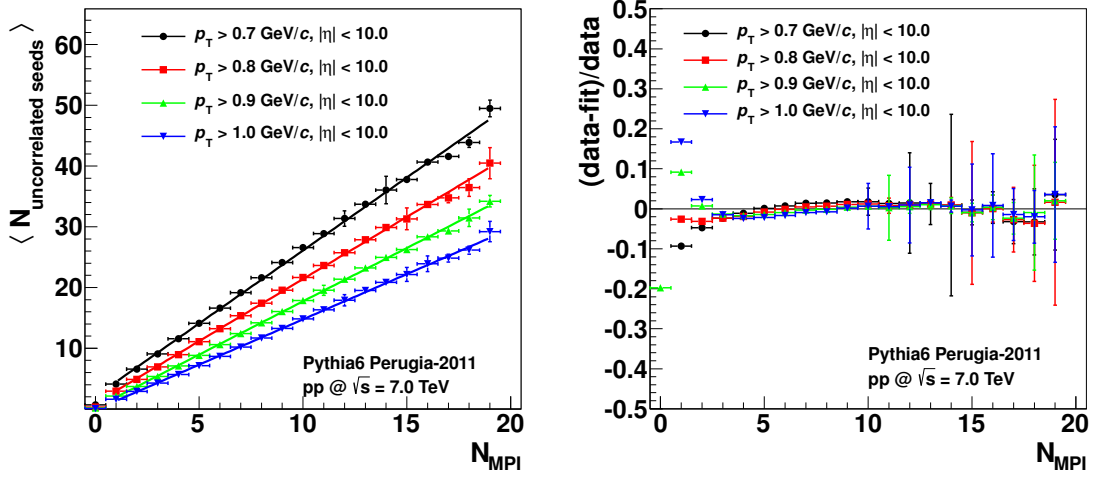 ⟨ N uncorrelated seeds ⟩
60
50
40
30
20
10
p_T > 0.7 GeV/c, |η| < 10.0
p_T > 0.8 GeV/c, |η| < 10.0
p_T > 0.9 GeV/c, |η| < 10.0
p_T > 1.0 GeV/c, |η| < 10.0
Pythia6 Perugia-2011
pp @ √s = 7.0 TeV
0 5 10 15 20
N_MPI
(data-fit)/data
0.5
0.4
0.3
0.2
0.1
0
-0.1
-0.2
-0.3
-0.4
-0.5
p_T > 0.7 GeV/c, |η| < 10.0
p_T > 0.8 GeV/c, |η| < 10.0
p_T > 0.9 GeV/c, |η| < 10.0
p_T > 1.0 GeV/c, |η| < 10.0
Pythia6 Perugia-2011
pp @ √s = 7.0 TeV
0 5 10 15 20
N_MPI